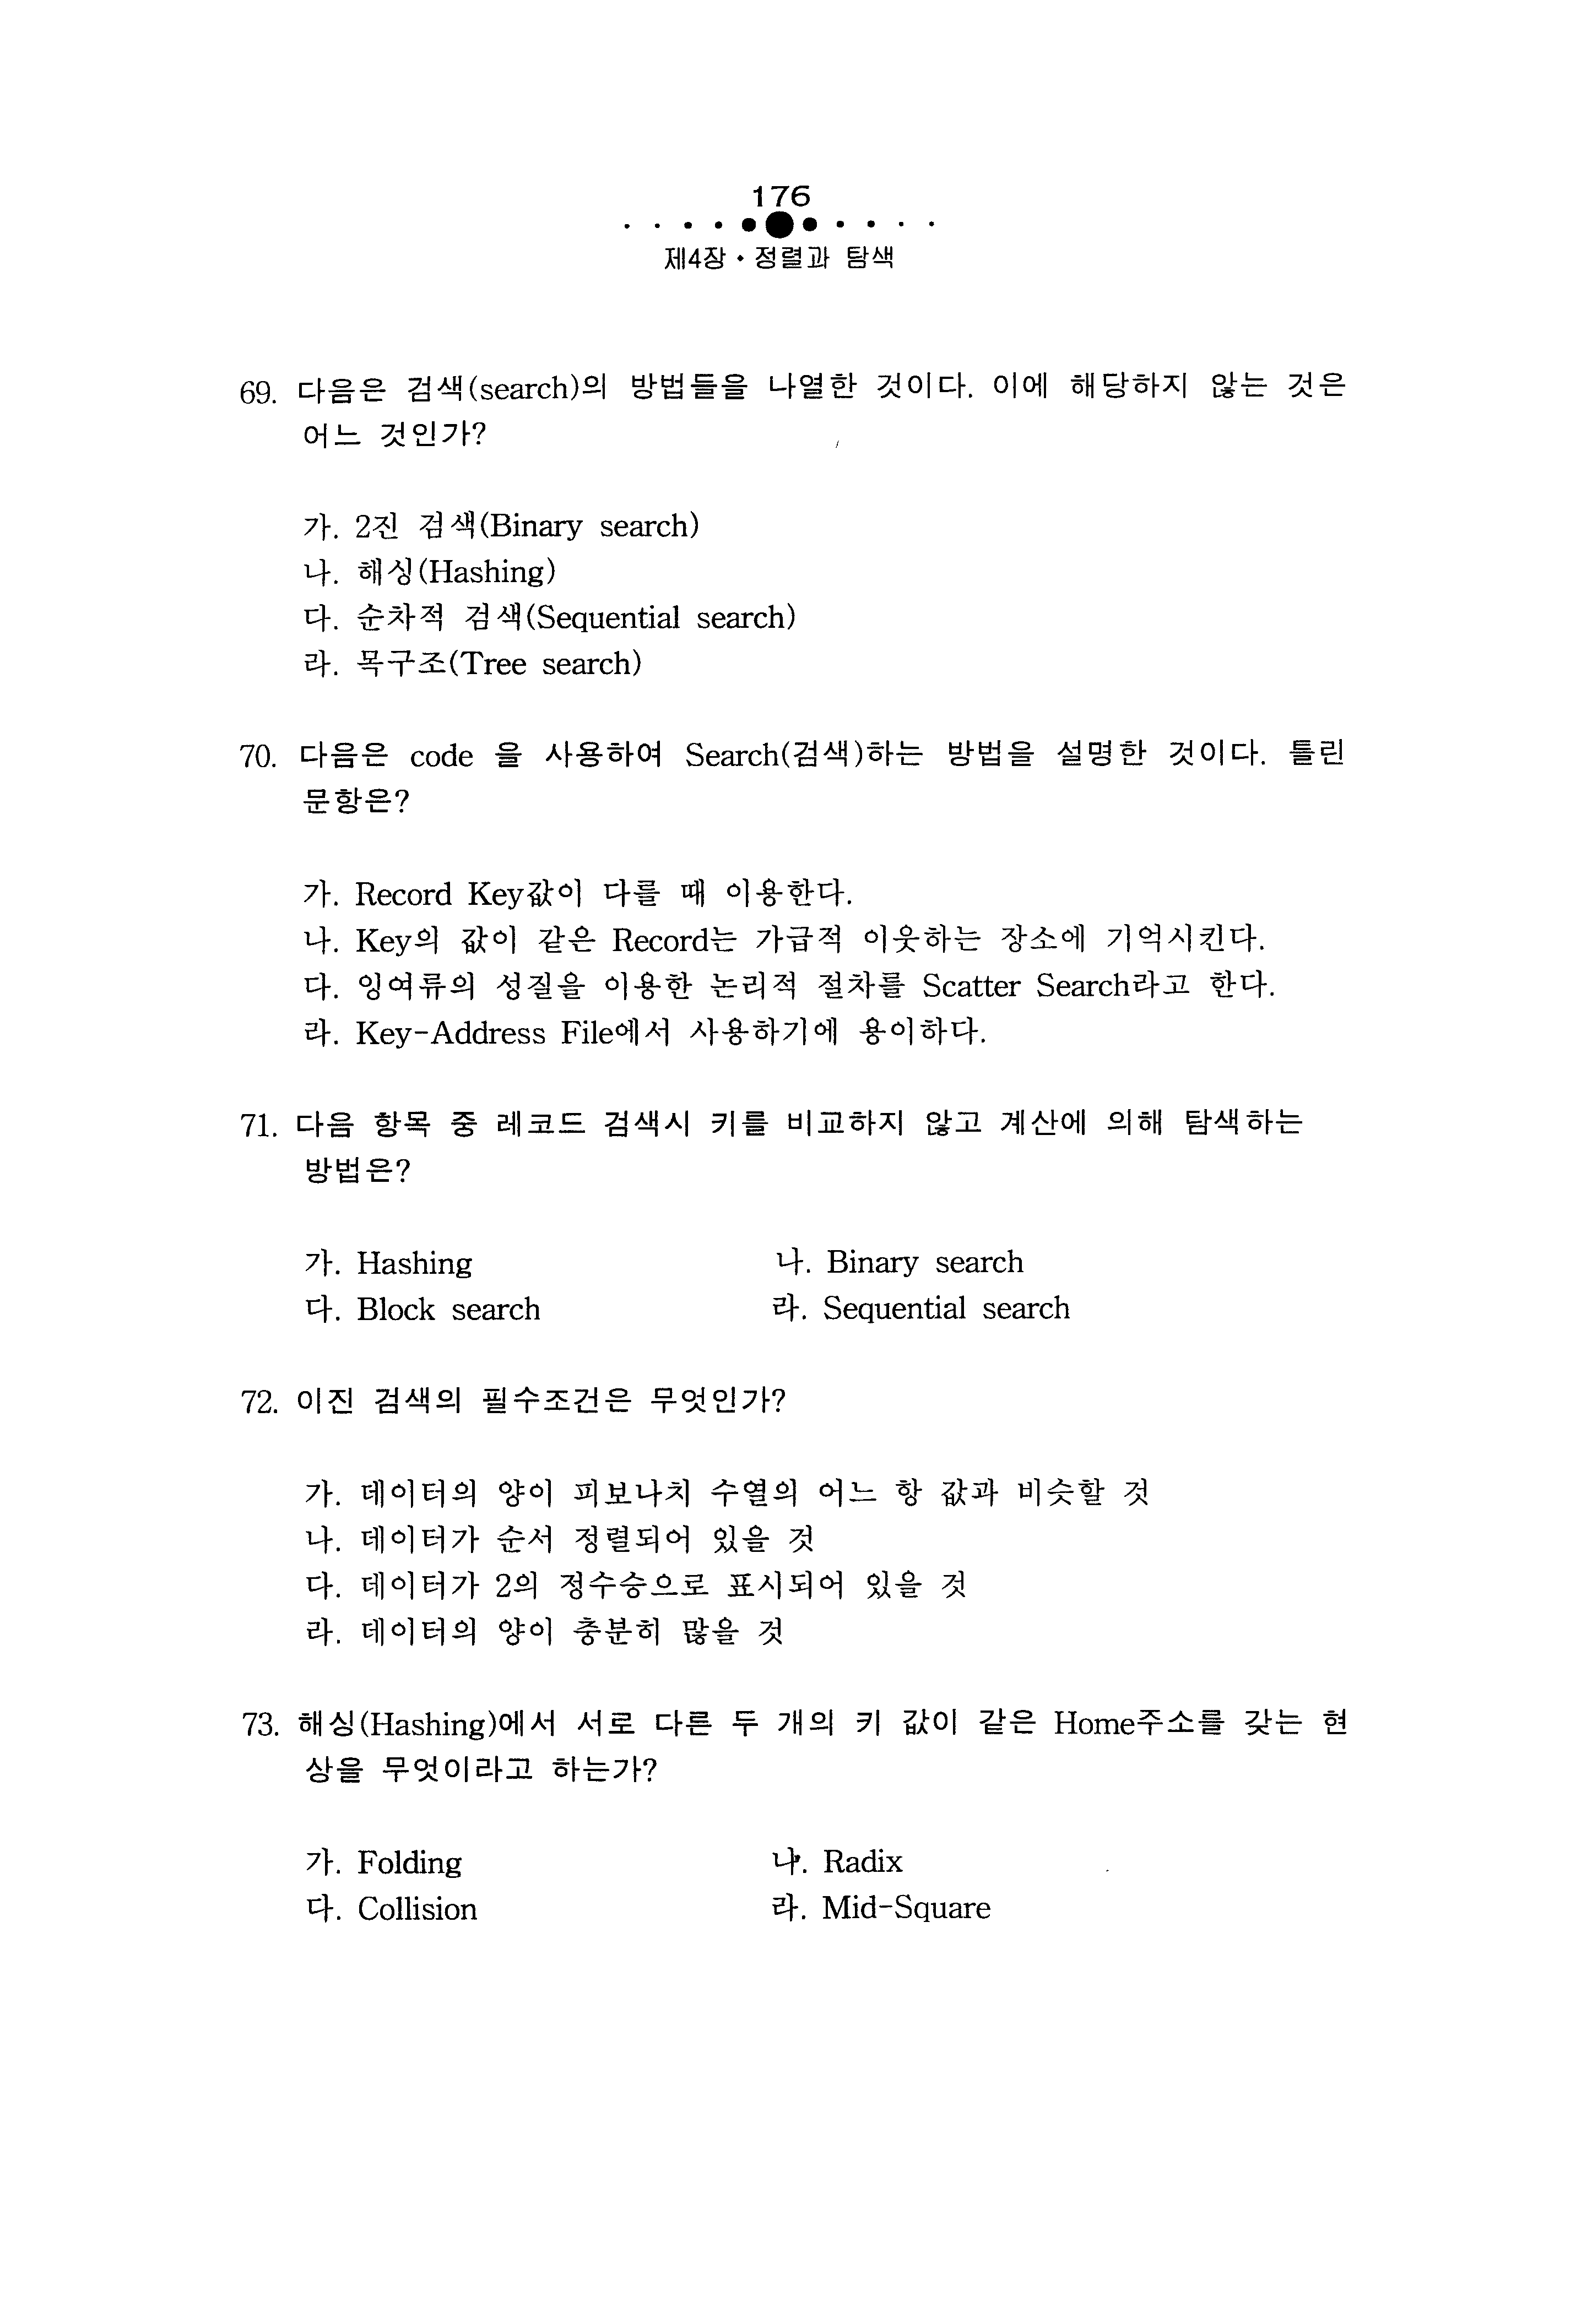 176
제4장 · 정렬과 탐색
69. 다음은 검색(search)의 방법들을 나열한 것이다. 이에 해당하지 않는 것은
어느 것인가?
가. 2진 검색(Binary search)
나. 해싱(Hashing)
다. 순차적 검색(Sequential search)
라. 목구조(Tree search)
70. 다음은 code 을 사용하여 Search(검색)하는 방법을 설명한 것이다. 틀린
문항은?
가. Record Key값이 다를 때 이용한다.
나. Key의 값이 같은 Record는 가급적 이웃하는 장소에 기억시킨다.
다. 잉여류의 성질을 이용한 논리적 절차를 Scatter Search라고 한다.
라. Key-Address File에서 사용하기에 용이하다.
71. 다음 항목 중 레코드 검색시 키를 비교하지 않고 계산에 의해 탐색하는
방법은?
가. Hashing 나. Binary search
다. Block search 라. Sequential search
72. 이진 검색의 필수조건은 무엇인가?
가. 데이터의 양이 피보나치 수열의 어느 항 값과 비슷할 것
나. 데이터가 순서 정렬되어 있을 것
다. 데이터가 2의 정수승으로 표시되어 있을 것
라. 데이터의 양이 충분히 많을 것
73. 해싱(Hashing)에서 서로 다른 두 개의 키 값이 같은 Home주소를 갖는 현
상을 무엇이라고 하는가?
가. Folding 나. Radix
다. Collision 라. Mid-Square